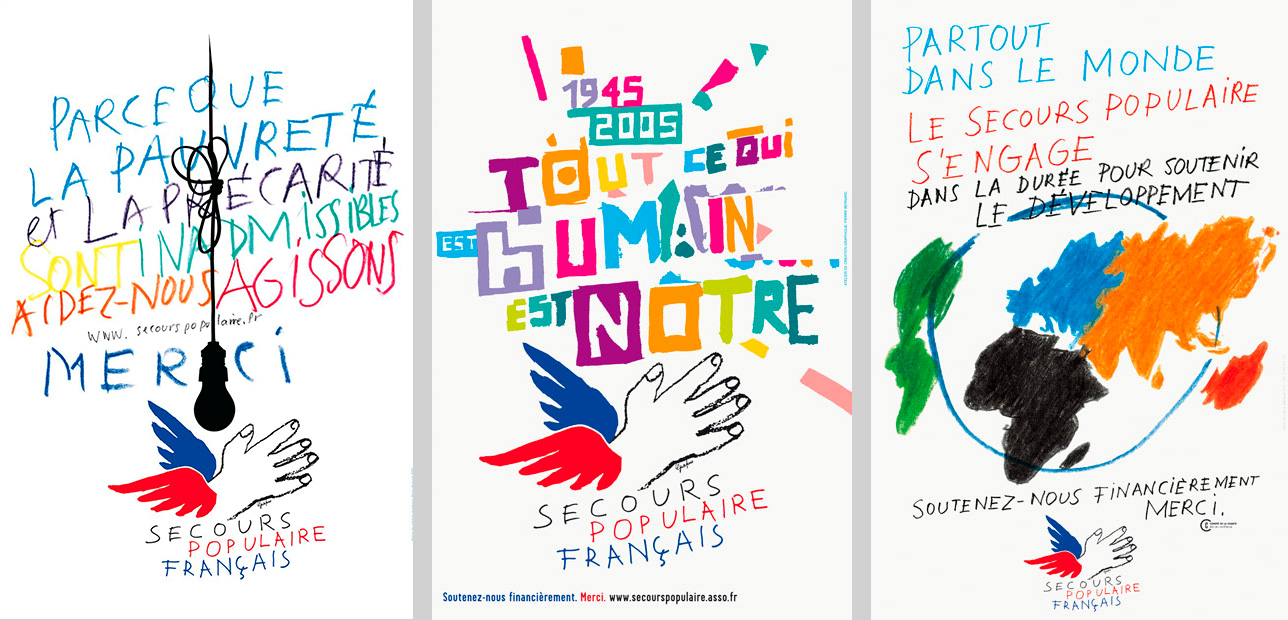 PARCE QUE
LA PAUVRETÉ
et LA PRÉCARITÉ
SONT INADMISSIBLES
AIDEZ-NOUS AGISSONS
www.secourspopulaire.fr
MERCI
SECOURS
POPULAIRE
FRANÇAIS
1945
2005
TOUT CE QUI
EST HUMAIN
EST NÔTRE
SECOURS
POPULAIRE
FRANÇAIS
Soutenez-nous financièrement. Merci. www.secourspopulaire.asso.fr
PARTOUT
DANS LE MONDE
LE SECOURS POPULAIRE
S'ENGAGE
DANS LA DURÉE POUR SOUTENIR
LE DÉVELOPPEMENT
SOUTENEZ-NOUS FINANCIÈREMENT
MERCI.
SECOURS
POPULAIRE
FRANÇAIS